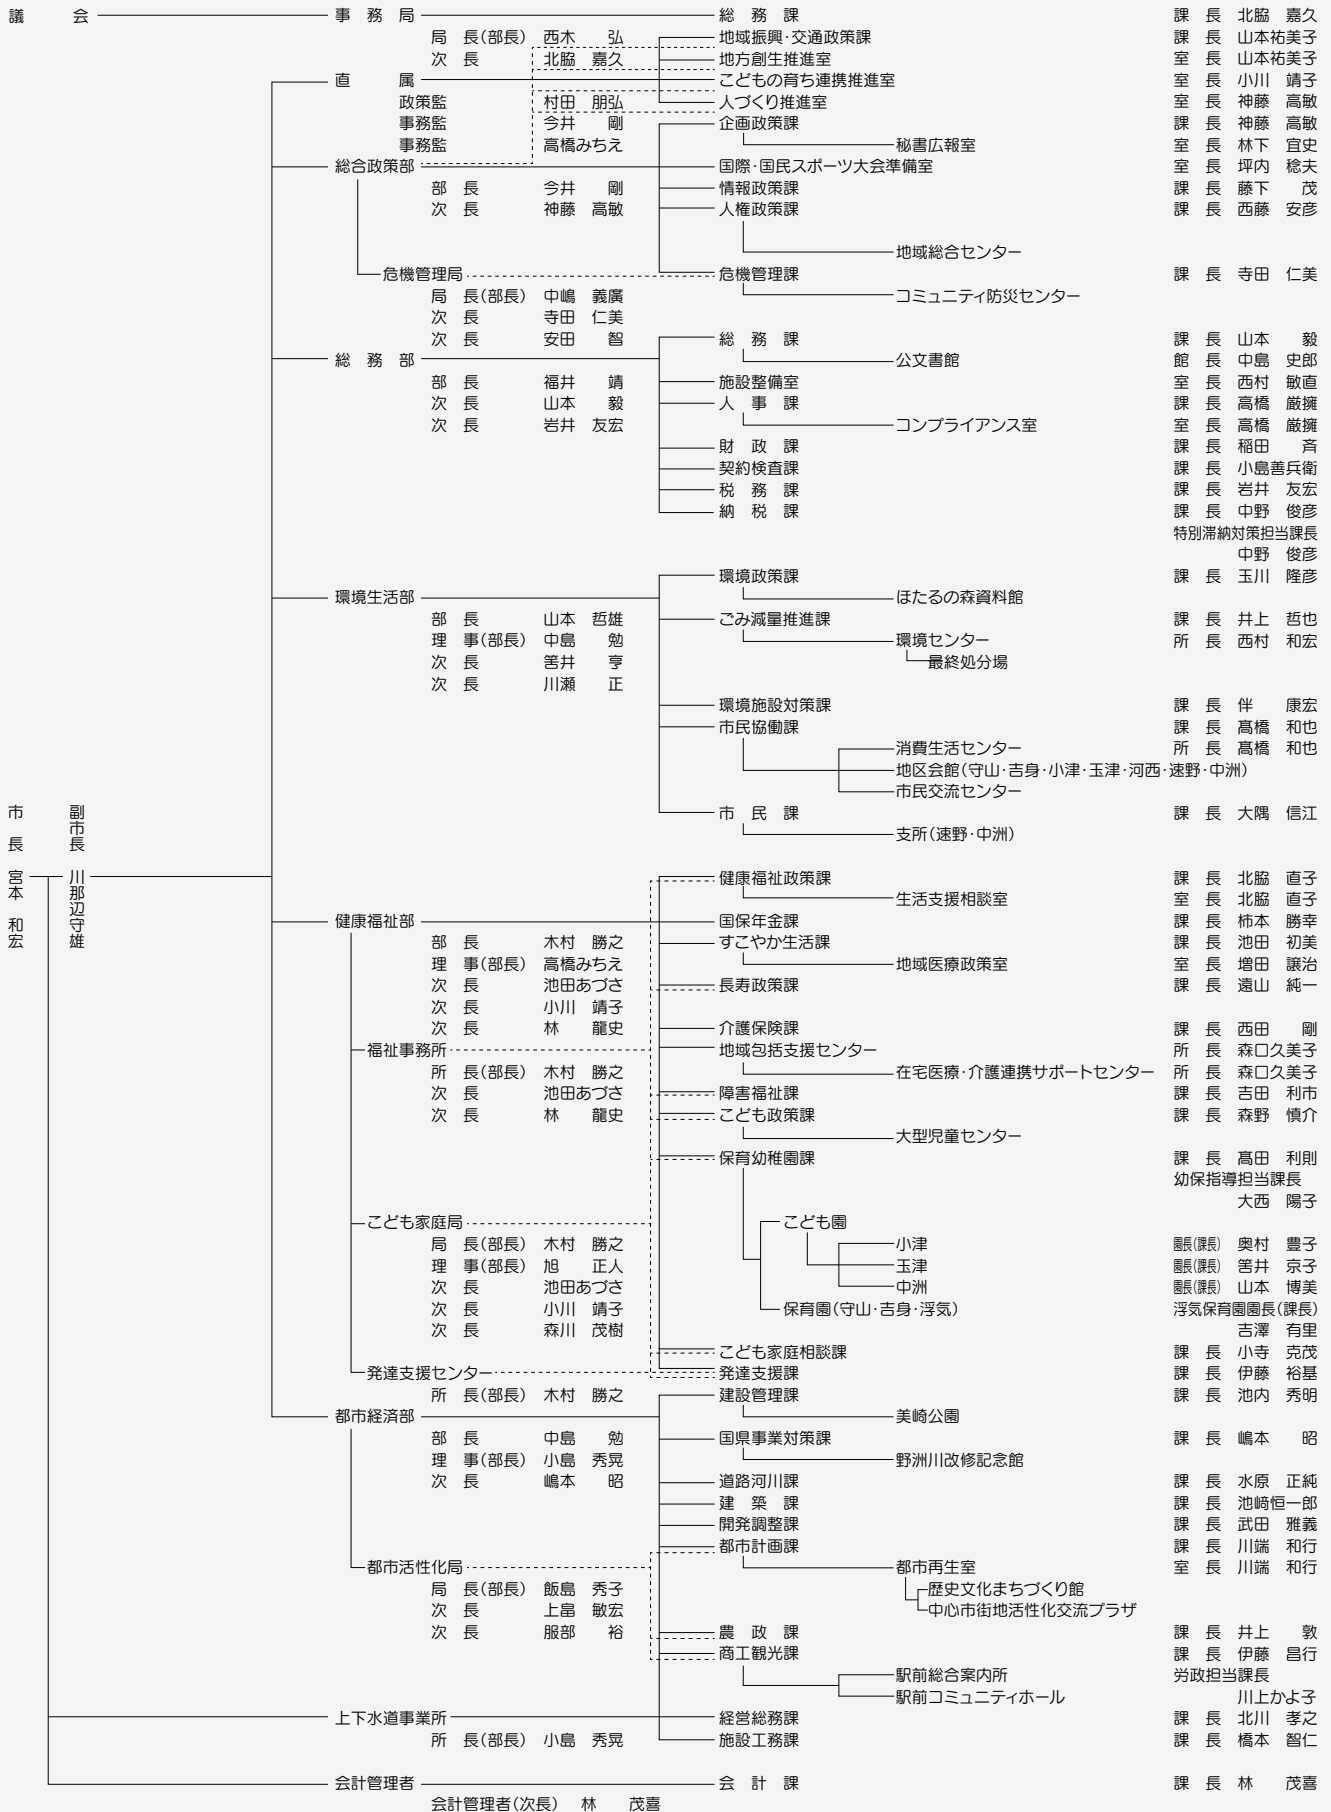 議　会　事　務　局　総　務　課　課　長　北脇　嘉久
局　長（部長）　西木　　弘　地域振興・交通政策課　課　長　山本祐美子
次　長　北脇　嘉久　地方創生推進室　室　長　山本祐美子
直　　属　こどもの育ち連携推進室　室　長　小川　靖子
政策監　村田　朋弘　人づくり推進室　室　長　神藤　高敏
事務監　今井　　剛　企画政策課　課　長　神藤　高敏
事務監　高橋みちえ　秘書広報室　室　長　林下　宜史
総合政策部　国際・国民スポーツ大会準備室　室　長　坪内　稔夫
部　長　今井　　剛　情報政策課　課　長　藤下　　茂
次　長　神藤　高敏　人権政策課　課　長　西藤　安彦
地域総合センター
危機管理局　危機管理課　課　長　寺田　仁美
局　長（部長）　中嶋　義廣　コミュニティ防災センター
次　長　寺田　仁美
次　長　安田　　智　総　務　課　課　長　山本　　毅
総　務　部　公文書館　館　長　中島　史郎
部　長　福井　　靖　施設整備室　室　長　西村　敏直
次　長　山本　　毅　人　事　課　課　長　高橋　厳擁
次　長　岩井　友宏　コンプライアンス室　室　長　高橋　厳擁
財　政　課　課　長　稲田　　斉
契約検査課　課　長　小島善兵衛
税　務　課　課　長　岩井　友宏
納　税　課　課　長　中野　俊彦
特別滞納対策担当課長
中野　俊彦
環境政策課　課　長　玉川　隆彦
環境生活部　ほたるの森資料館
部　長　山本　哲雄　ごみ減量推進課　課　長　井上　哲也
理　事（部長）　中島　　勉　環境センター　所　長　西村　和宏
次　長　筈井　　亨　最終処分場
次　長　川瀬　　正
環境施設対策課　課　長　伴　　康宏
市民協働課　課　長　髙橋　和也
消費生活センター　所　長　髙橋　和也
地区会館（守山・吉身・小津・玉津・河西・速野・中洲）
市民交流センター
市　民　課　課　長　大隅　信江
支所（速野・中洲）
市　長　宮本　和宏
副市長　川那辺守雄
健康福祉政策課　課　長　北脇　直子
生活支援相談室　室　長　北脇　直子
健康福祉部　国保年金課　課　長　柿本　勝幸
部　長　木村　勝之　すこやか生活課　課　長　池田　初美
理　事（部長）　高橋みちえ　地域医療政策室　室　長　増田　譲治
次　長　池田あづさ　長寿政策課　課　長　遠山　純一
次　長　小川　靖子
次　長　林　　龍史　介護保険課　課　長　西田　　剛
福祉事務所　地域包括支援センター　所　長　森口久美子
所　長（部長）　木村　勝之　在宅医療・介護連携サポートセンター　所　長　森口久美子
次　長　池田あづさ　障害福祉課　課　長　吉田　利市
次　長　林　　龍史　こども政策課　課　長　森野　慎介
大型児童センター
保育幼稚園課　課　長　髙田　利則
幼保指導担当課長
大西　陽子
こども家庭局　こども園
局　長（部長）　木村　勝之　小津　園長（課長）　奥村　豊子
理　事（部長）　旭　　正人　玉津　園長（課長）　筈井　京子
次　長　池田あづさ　中洲　園長（課長）　山本　博美
次　長　小川　靖子　保育園（守山・吉身・浮気）　浮気保育園園長（課長）
次　長　森川　茂樹　吉澤　有里
こども家庭相談課　課　長　小寺　克茂
発達支援センター　発達支援課　課　長　伊藤　裕基
所　長（部長）　木村　勝之　建設管理課　課　長　池内　秀明
都市経済部　美崎公園
部　長　中島　　勉　国県事業対策課　課　長　嶋本　　昭
理　事（部長）　小島　秀晃　野洲川改修記念館
次　長　嶋本　　昭　道路河川課　課　長　水原　正純
建　築　課　課　長　池﨑恒一郎
開発調整課　課　長　武田　雅義
都市計画課　課　長　川端　和行
都市活性化局　都市再生室　室　長　川端　和行
局　長（部長）　飯島　秀子　歴史文化まちづくり館
次　長　上畠　敏宏　中心市街地活性化交流プラザ
次　長　服部　　裕　農　政　課　課　長　井上　　敦
商工観光課　課　長　伊藤　昌行
駅前総合案内所　労政担当課長
駅前コミュニティホール　川上かよ子
上下水道事業所　経営総務課　課　長　北川　孝之
所　長（部長）　小島　秀晃　施設工務課　課　長　橋本　智仁
会計管理者　会　計　課　課　長　林　　茂喜
会計管理者（次長）　林　　茂喜